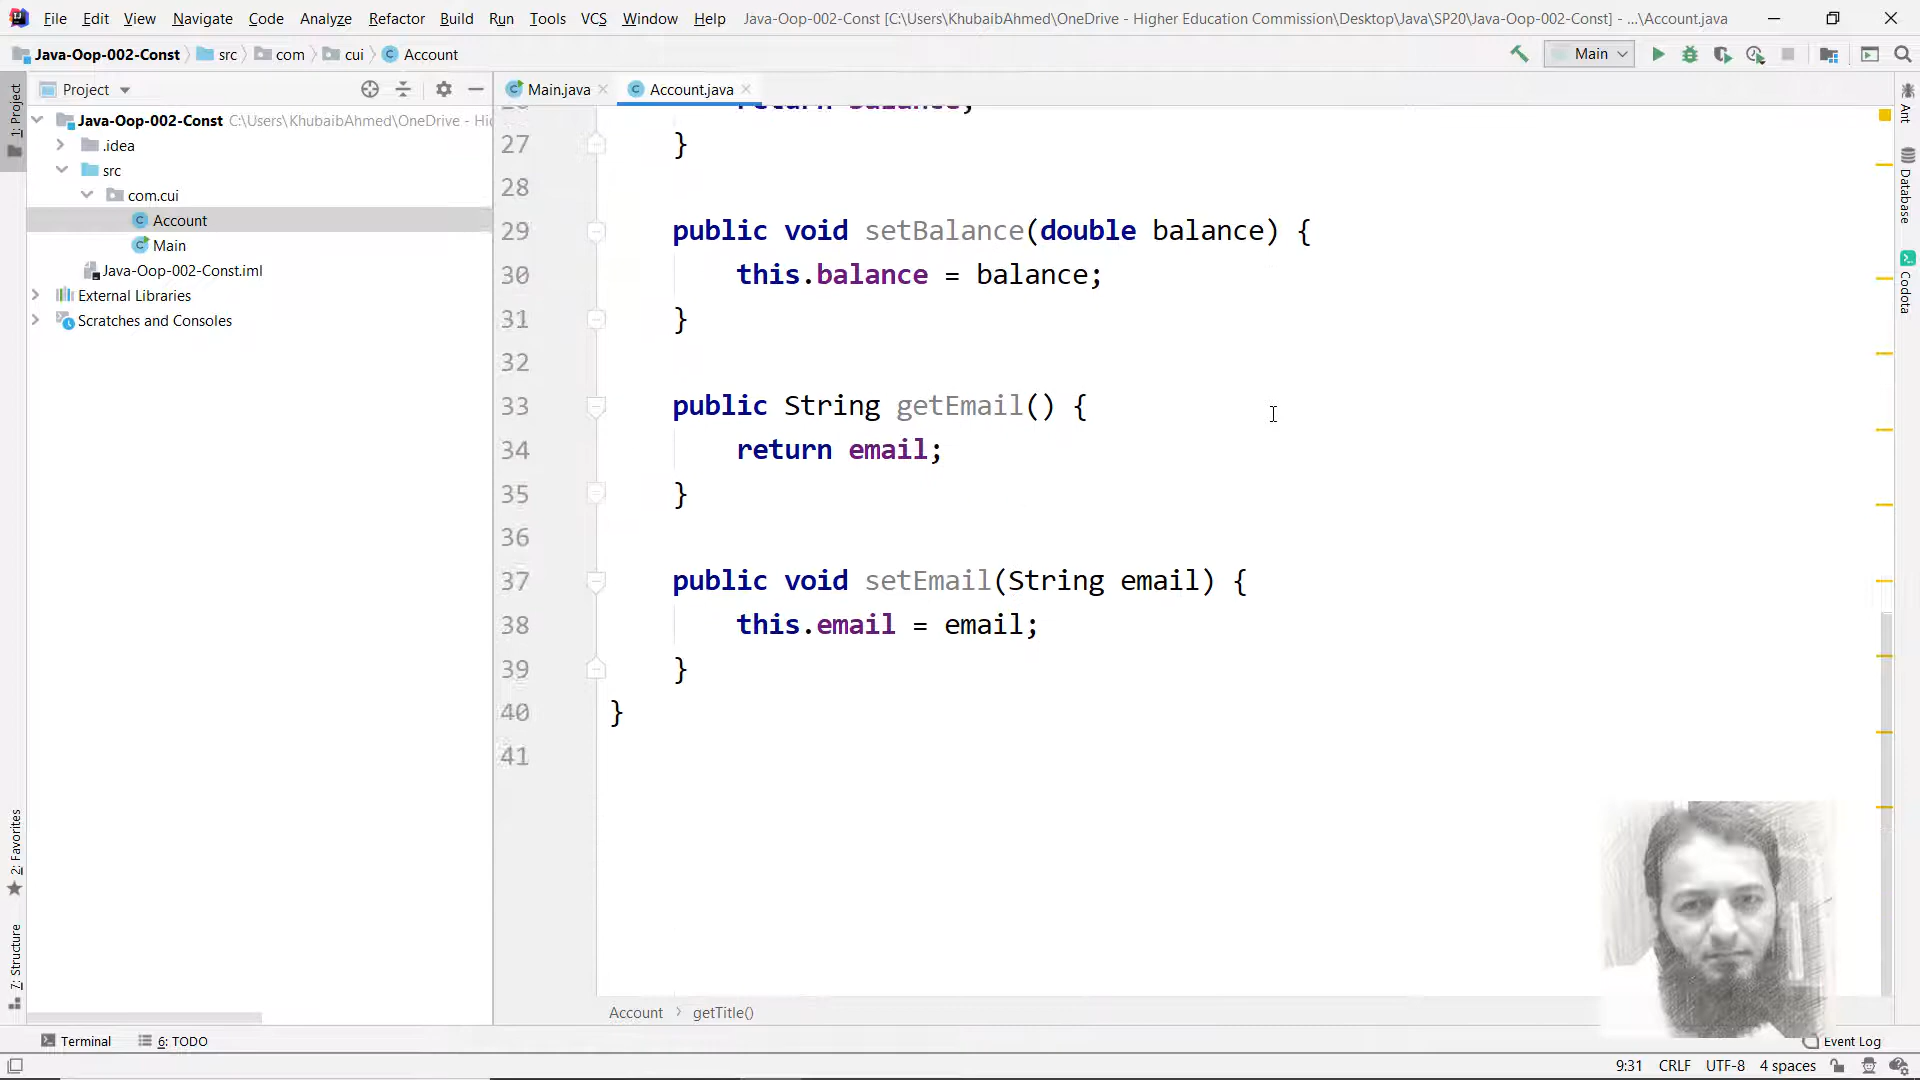 File Edit View Navigate Code Analyze Refactor Build Run Tools VCS Window Help Java-Oop-002-Const [C:\Users\KhubaibAhmed\OneDrive - Higher Education Commission\Desktop\Java\SP20\Java-Oop-002-Const] - ...\Account.java
Java-Oop-002-Const src com cui Account Main
1: Project
Project
Main.java Account.java
Java-Oop-002-Const C:\Users\KhubaibAhmed\OneDrive - Hi
.idea
src
com.cui
Account
Main
Java-Oop-002-Const.iml
External Libraries
Scratches and Consoles
return balance;
27 }
28
29 public void setBalance(double balance) {
30 this.balance = balance;
31 }
32
33 public String getEmail() {
34 return email;
35 }
36
37 public void setEmail(String email) {
38 this.email = email;
39 }
40 }
41
Ant
Database
Codota
2: Favorites
7: Structure
Account getTitle()
Terminal 6: TODO Event Log
9:31 CRLF UTF-8 4 spaces